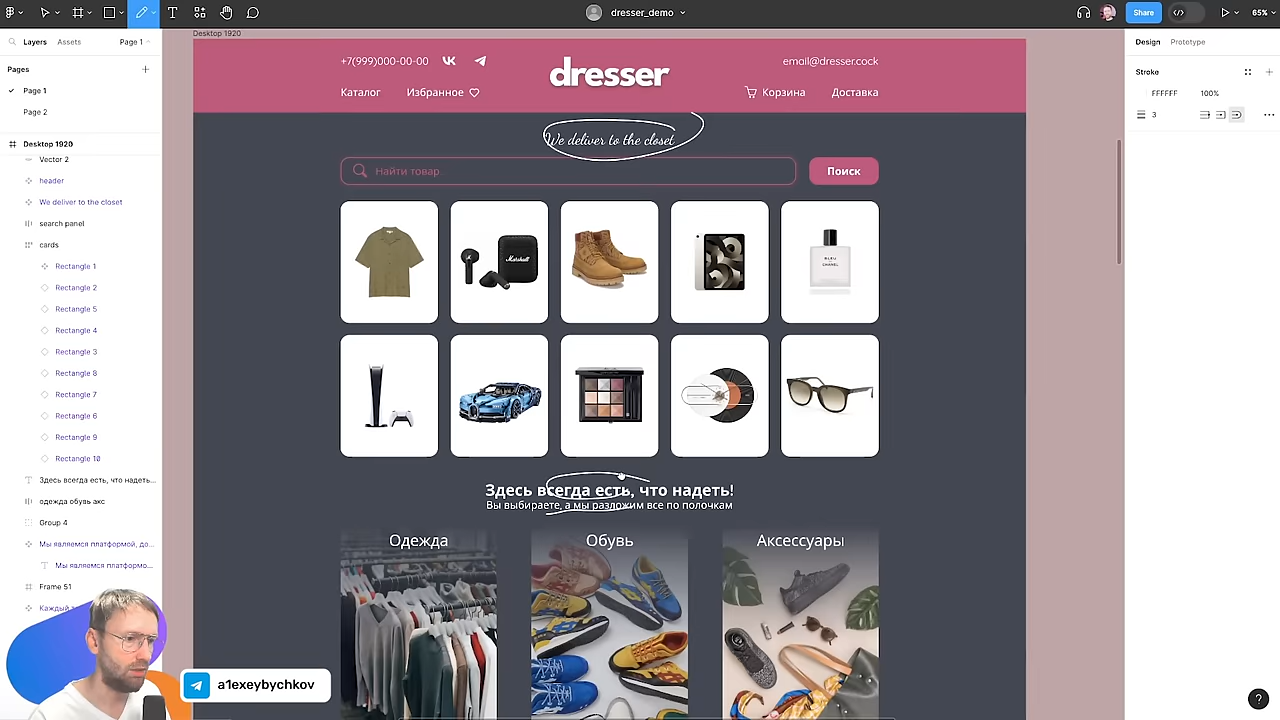 dresser_demo
Share
65%
Layers
Assets
Page 1
Pages
Page 1
Page 2
Desktop 1920
Vector 2
header
We deliver to the closet
search panel
cards
Rectangle 1
Rectangle 2
Rectangle 5
Rectangle 4
Rectangle 3
Rectangle 8
Rectangle 7
Rectangle 6
Rectangle 9
Rectangle 10
Здесь всегда есть, что надеть...
одежда обувь акс
Group 4
Мы являемся платформой, до...
Мы являемся платформо...
Frame 51
Desktop 1920
+7(999)000-00-00
dresser
email@dresser.cock
Каталог
Избранное
Корзина
Доставка
We deliver to the closet
Найти товар
Поиск
Marshall
BLEU
CHANEL
Здесь всегда есть, что надеть!
Вы выбираете, а мы разложим все по полочкам
Одежда
Обувь
Аксессуары
a1exeybychkov
Design
Prototype
Stroke
FFFFFF
100%
3
?